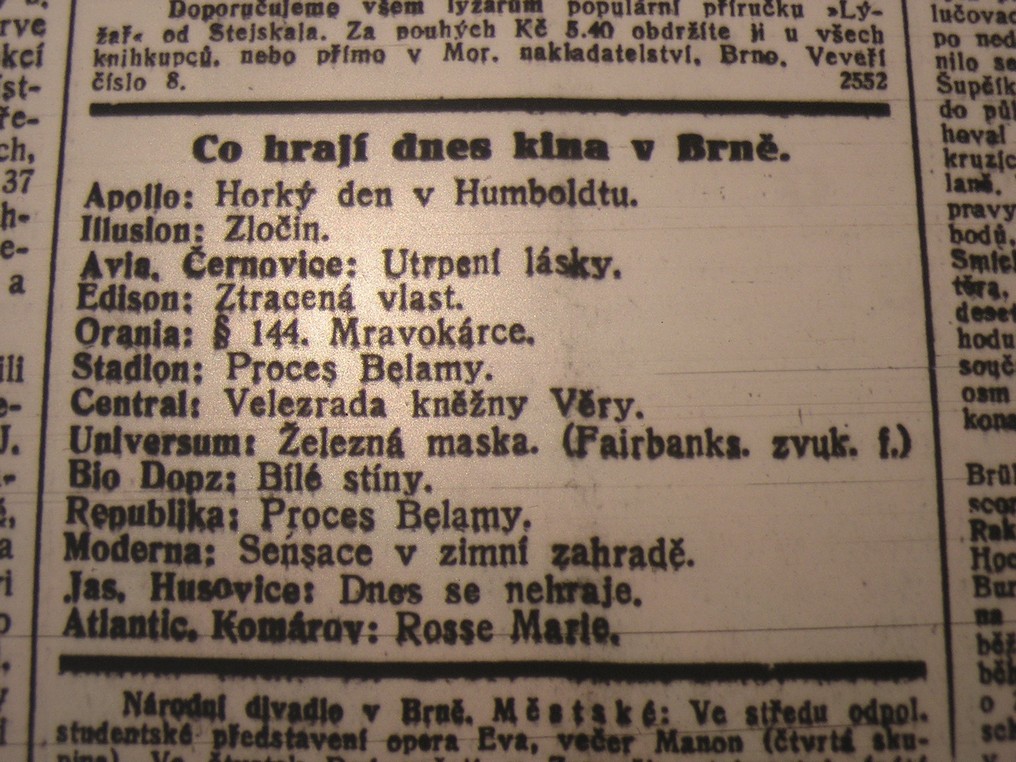 Doporučujeme všem lyžařům populární příručku »Ly-
žař« od Stejskala. Za pouhých Kč 5.40 obdržíte ji u všech
knihkupců. nebo přímo v Mor. nakladatelství. Brno. Veveří
číslo 8. 2552
Co hrají dnes kina v Brně.
Apollo: Horký den v Humboldtu.
Illusion: Zločin.
Avia. Černovice: Utrpení lásky.
Edison: Ztracená vlast.
Orania: § 144. Mravokárce.
Stadion: Proces Belamy.
Central: Velezrada kněžny Věry.
Universum: Železná maska. (Fairbanks. zvuk. f.)
Bio Dopz: Bílé stíny.
Republika: Proces Belamy.
Moderna: Sensace v zimní zahradě.
Jas. Husovice: Dnes se nehraje.
Atlantic. Komárov: Rosse Marie.
Národní divadlo v Brně. Městské: Ve středu odpol.
studentské představení opera Eva, večer Manon (čtvrtá sku-